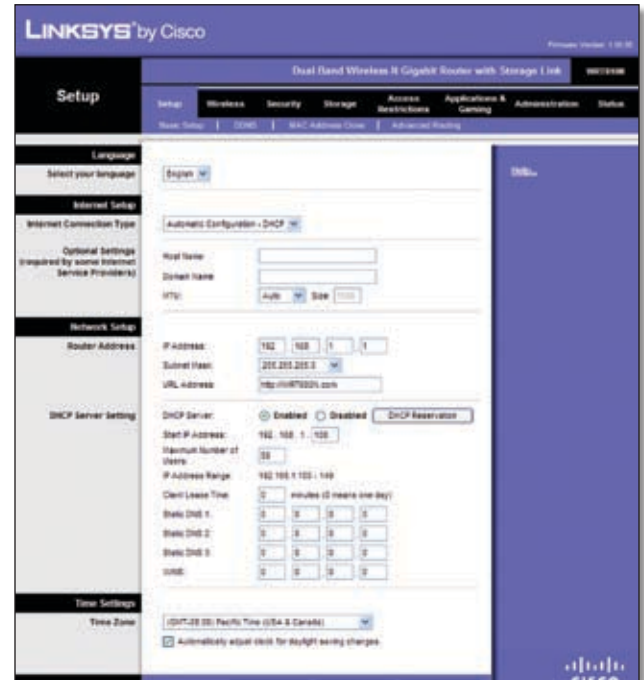 LINKSYS® by Cisco
Firmware Version: 1.00.00
Dual Band Wireless-N Gigabit Router with Storage Link
Setup
Setup Wireless Security Storage Access Restrictions Applications & Gaming Administration Status
Basic Setup | DDNS | MAC Address Clone | Advanced Routing
Language
Select your language English
Help...
Internet Setup
Internet Connection Type Automatic Configuration - DHCP
Optional Settings
(required by some Internet
Service Providers)
Host Name
Domain Name
MTU: Auto Size
Network Setup
Router Address
IP Address: 192 . 168 . 1 . 1
Subnet Mask: 255.255.255.0
URL Address
DHCP Server Setting
DHCP Server: Enabled Disabled DHCP Reservation
Start IP Address: 192 . 168 . 1 . 100
Maximum Number of
Users: 50
IP Address Range: 192.168.1.100 - 149
Client Lease Time: 0 minutes (0 means one day)
Static DNS 1: 0 . 0 . 0 . 0
Static DNS 2: 0 . 0 . 0 . 0
Static DNS 3: 0 . 0 . 0 . 0
WINS: 0 . 0 . 0 . 0
Time Settings
Time Zone
(GMT-08:00) Pacific Time (USA & Canada)
Automatically adjust clock for daylight saving changes.
CISCO